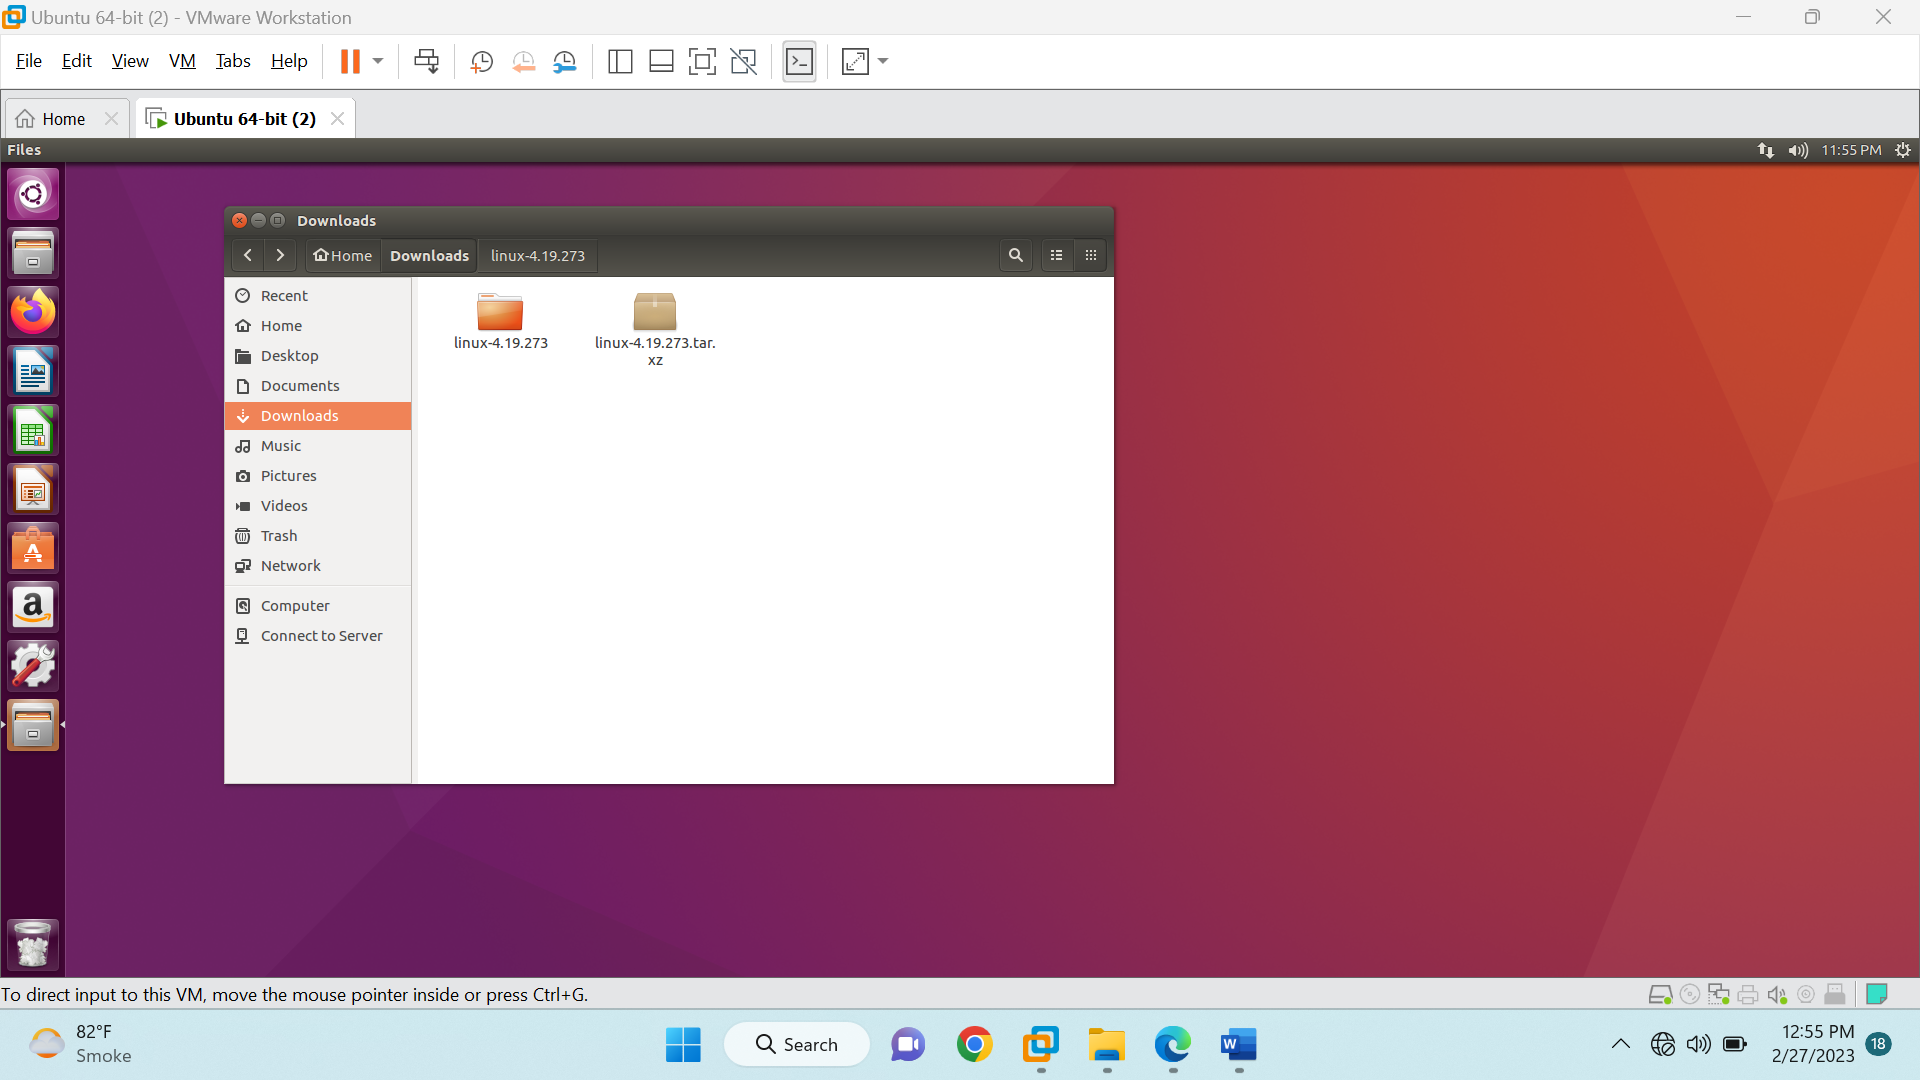 Ubuntu 64-bit (2) - VMware Workstation
File Edit View VM Tabs Help
Home
Ubuntu 64-bit (2)
Files
11:55 PM
Downloads
Home Downloads linux-4.19.273
Recent
Home
Desktop
Documents
Downloads
Music
Pictures
Videos
Trash
Network
Computer
Connect to Server
linux-4.19.273
linux-4.19.273.tar.
xz
To direct input to this VM, move the mouse pointer inside or press Ctrl+G.
82°F
Smoke
Search
12:55 PM
2/27/2023
18